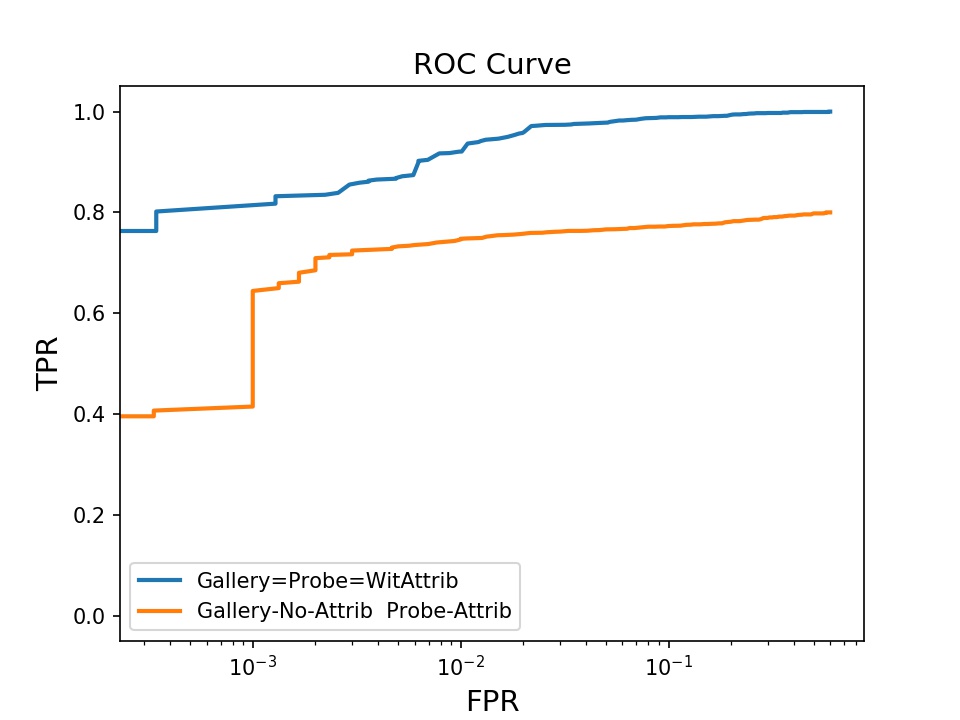 ROC Curve
1.0
0.8
0.6
0.4
0.2
0.0
TPR
Gallery=Probe=WitAttrib
Gallery-No-Attrib  Probe-Attrib
10⁻³ 10⁻² 10⁻¹
FPR